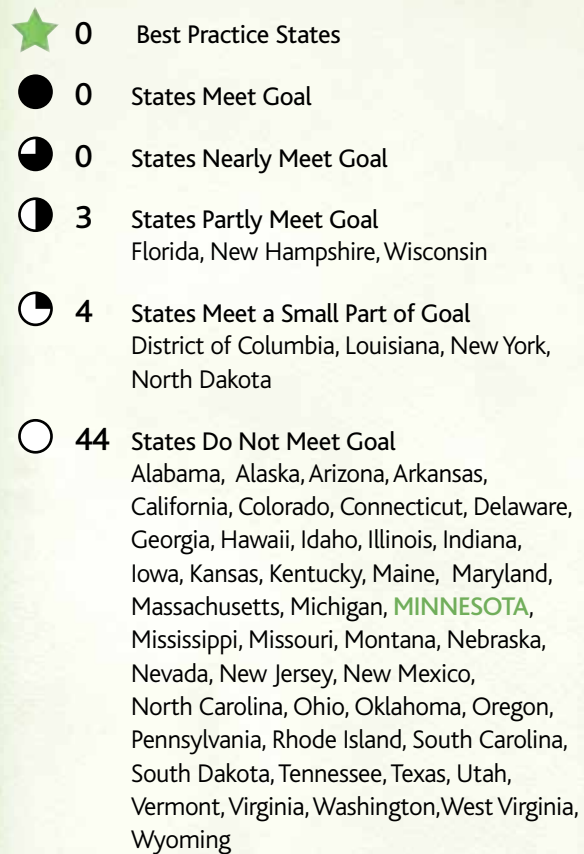 0 Best Practice States
0 States Meet Goal
0 States Nearly Meet Goal
3 States Partly Meet Goal
Florida, New Hampshire, Wisconsin
4 States Meet a Small Part of Goal
District of Columbia, Louisiana, New York,
North Dakota
44 States Do Not Meet Goal
Alabama, Alaska, Arizona, Arkansas,
California, Colorado, Connecticut, Delaware,
Georgia, Hawaii, Idaho, Illinois, Indiana,
Iowa, Kansas, Kentucky, Maine, Maryland,
Massachusetts, Michigan, MINNESOTA,
Mississippi, Missouri, Montana, Nebraska,
Nevada, New Jersey, New Mexico,
North Carolina, Ohio, Oklahoma, Oregon,
Pennsylvania, Rhode Island, South Carolina,
South Dakota, Tennessee, Texas, Utah,
Vermont, Virginia, Washington,West Virginia,
Wyoming